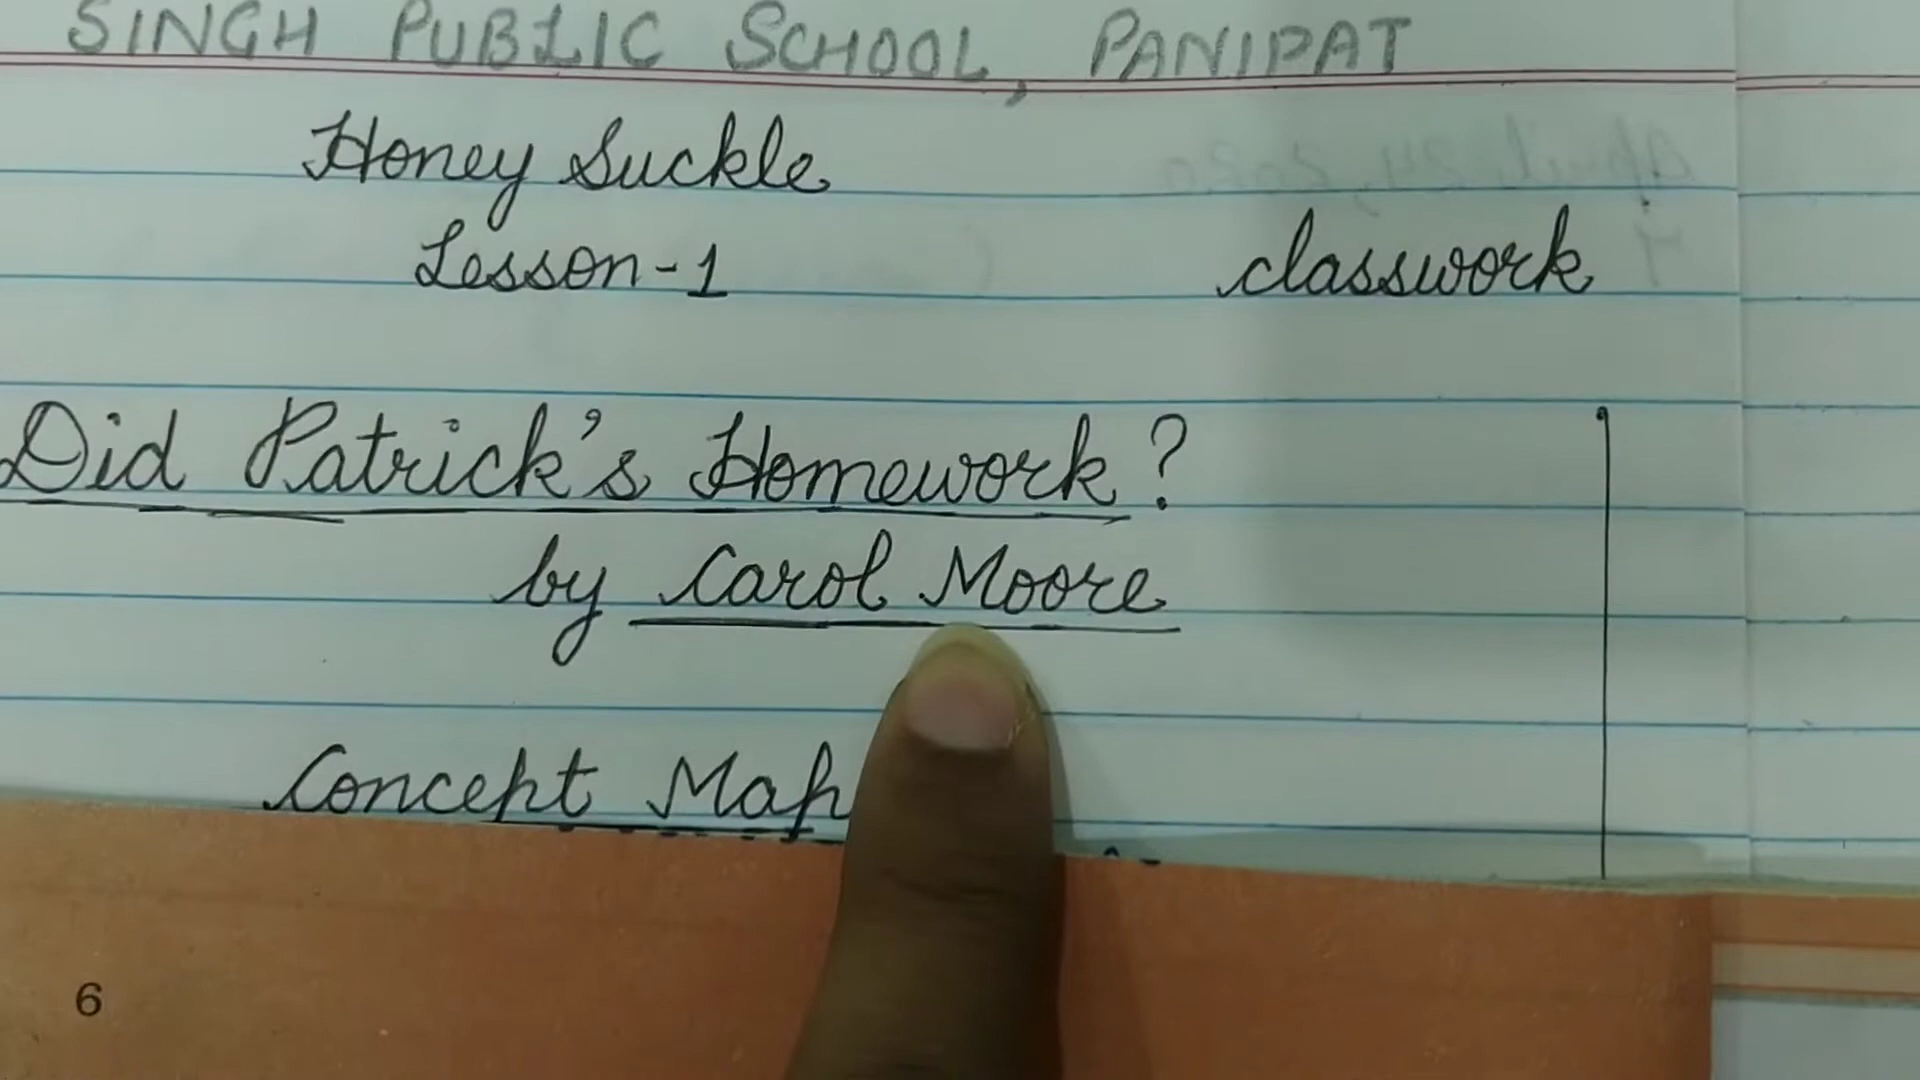 SINGH PUBLIC SCHOOL, PANIPAT
Honey Suckle
Lesson-1 classwork
Did Patrick's Homework?
by Carol Moore
Concept Map
6